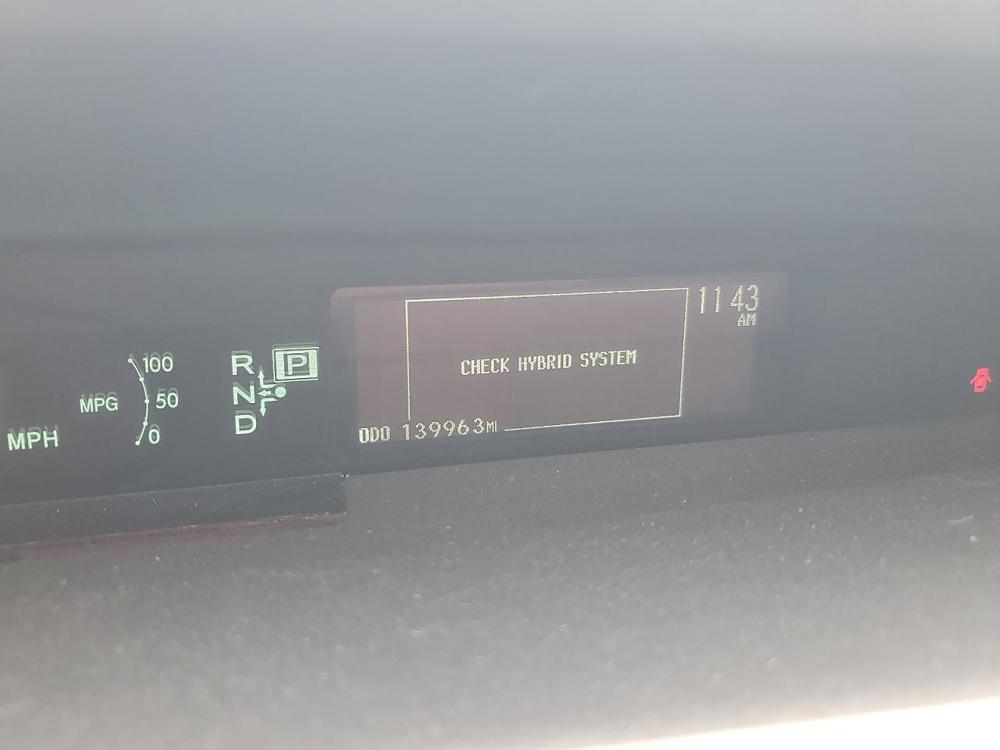 11 43
AM
CHECK HYBRID SYSTEM
ODO 139963 MI
100
MPG 50
0
MPH
R P
N
D